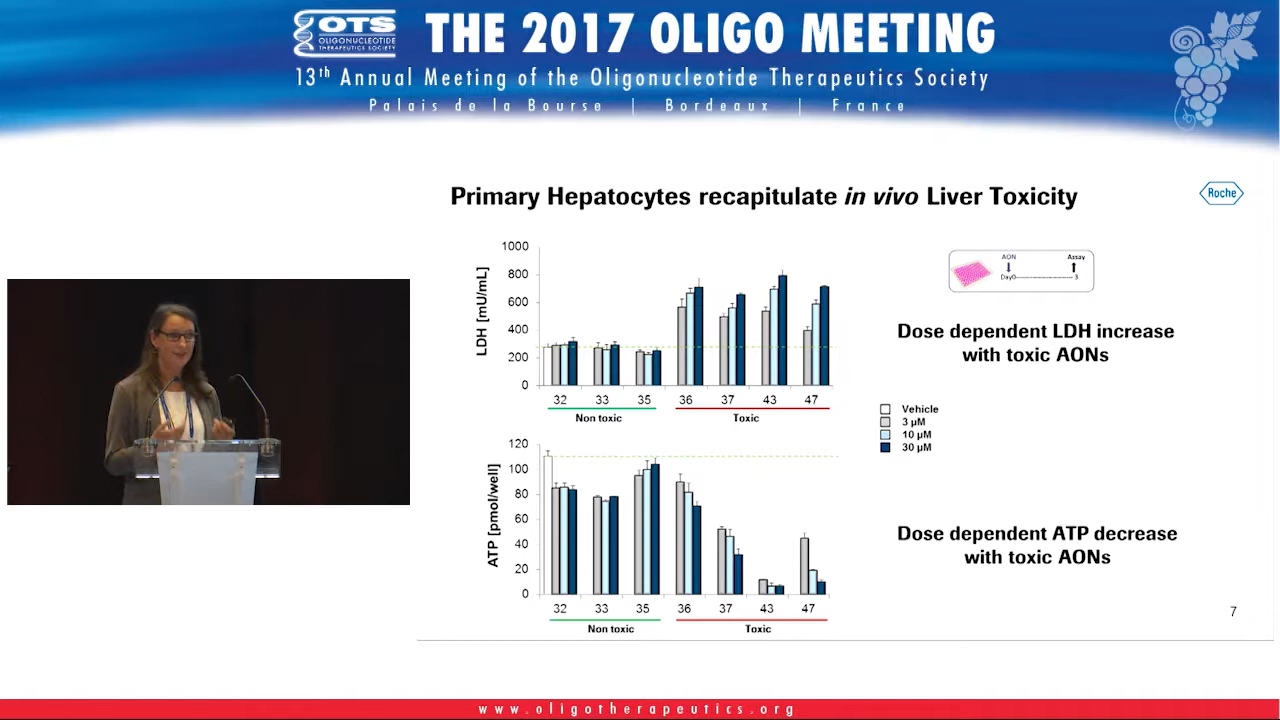 OTS
OLIGONUCLEOTIDE
THERAPEUTICS SOCIETY
THE 2017 OLIGO MEETING
13th Annual Meeting of the Oligonucleotide Therapeutics Society
Palais de la Bourse | Bordeaux | France
Primary Hepatocytes recapitulate in vivo Liver Toxicity
Roche
LDH [mU/mL]
1000
800
600
400
200
0
32 33 35 36 37 43 47
Non toxic Toxic
AON Assay
Day0 3
Dose dependent LDH increase
with toxic AONs
Vehicle
3 µM
10 µM
30 µM
ATP [pmol/well]
120
100
80
60
40
20
0
32 33 35 36 37 43 47
Non toxic Toxic
Dose dependent ATP decrease
with toxic AONs
7
www.oligotherapeutics.org